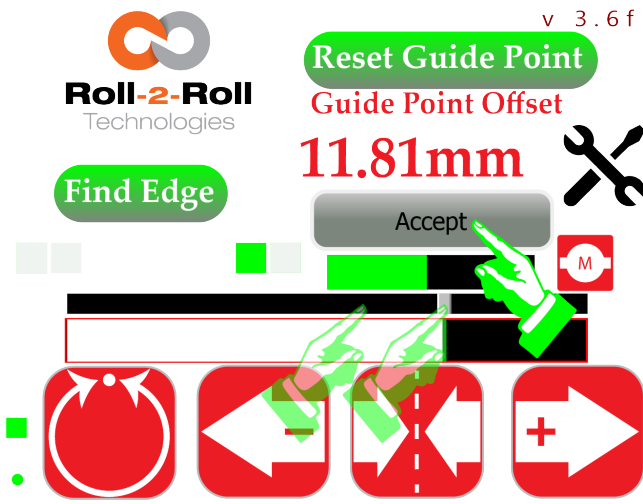 v 3.6f
Roll-2-Roll
Technologies
Reset Guide Point
Guide Point Offset
11.81mm
Find Edge
Accept
M
-
+